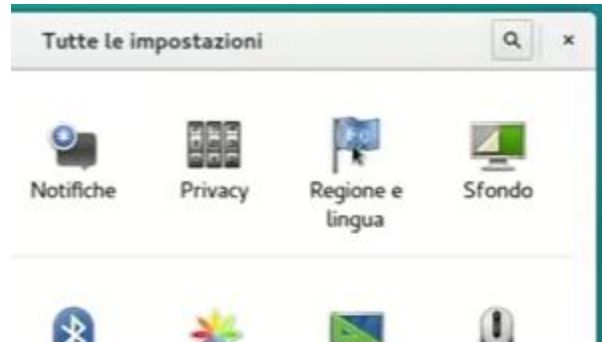 Tutte le impostazioni
Notifiche
Privacy
Regione e
lingua
Sfondo